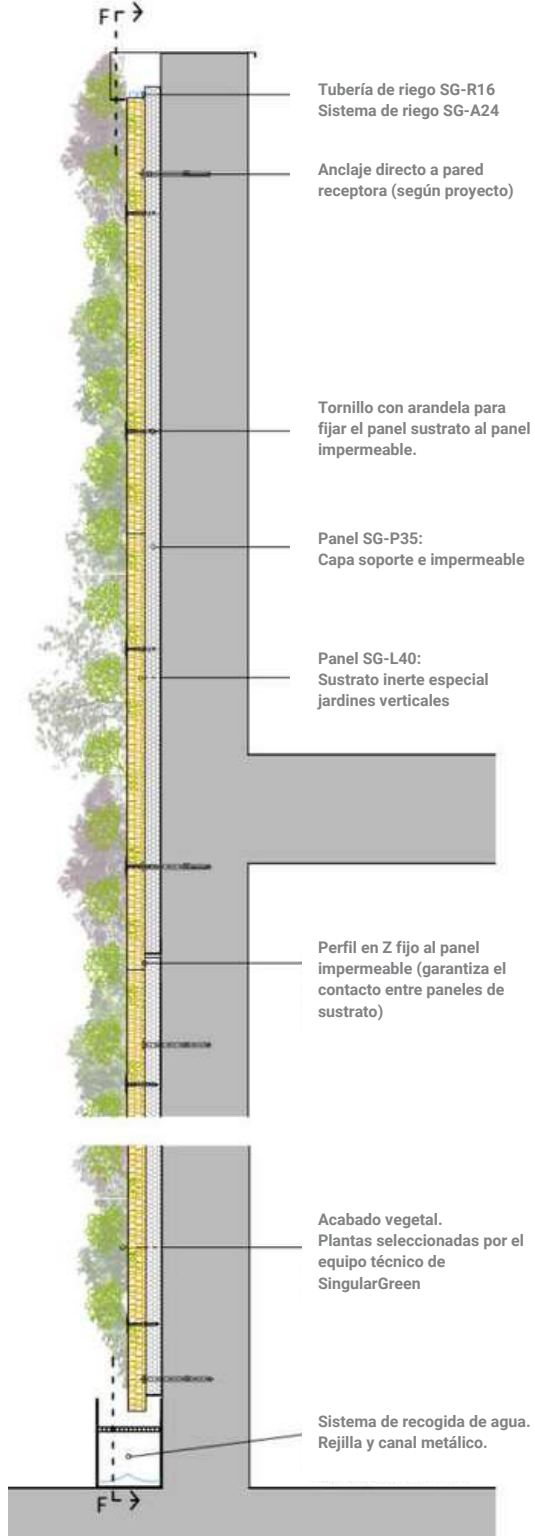 F
Tubería de riego SG-R16
Sistema de riego SG-A24
Anclaje directo a pared
receptora (según proyecto)
Tornillo con arandela para
fijar el panel sustrato al panel
impermeable.
Panel SG-P35:
Capa soporte e impermeable
Panel SG-L40:
Sustrato inerte especial
jardines verticales
Perfil en Z fijo al panel
impermeable (garantiza el
contacto entre paneles de
sustrato)
Acabado vegetal.
Plantas seleccionadas por el
equipo técnico de
SingularGreen
Sistema de recogida de agua.
Rejilla y canal metálico.
F